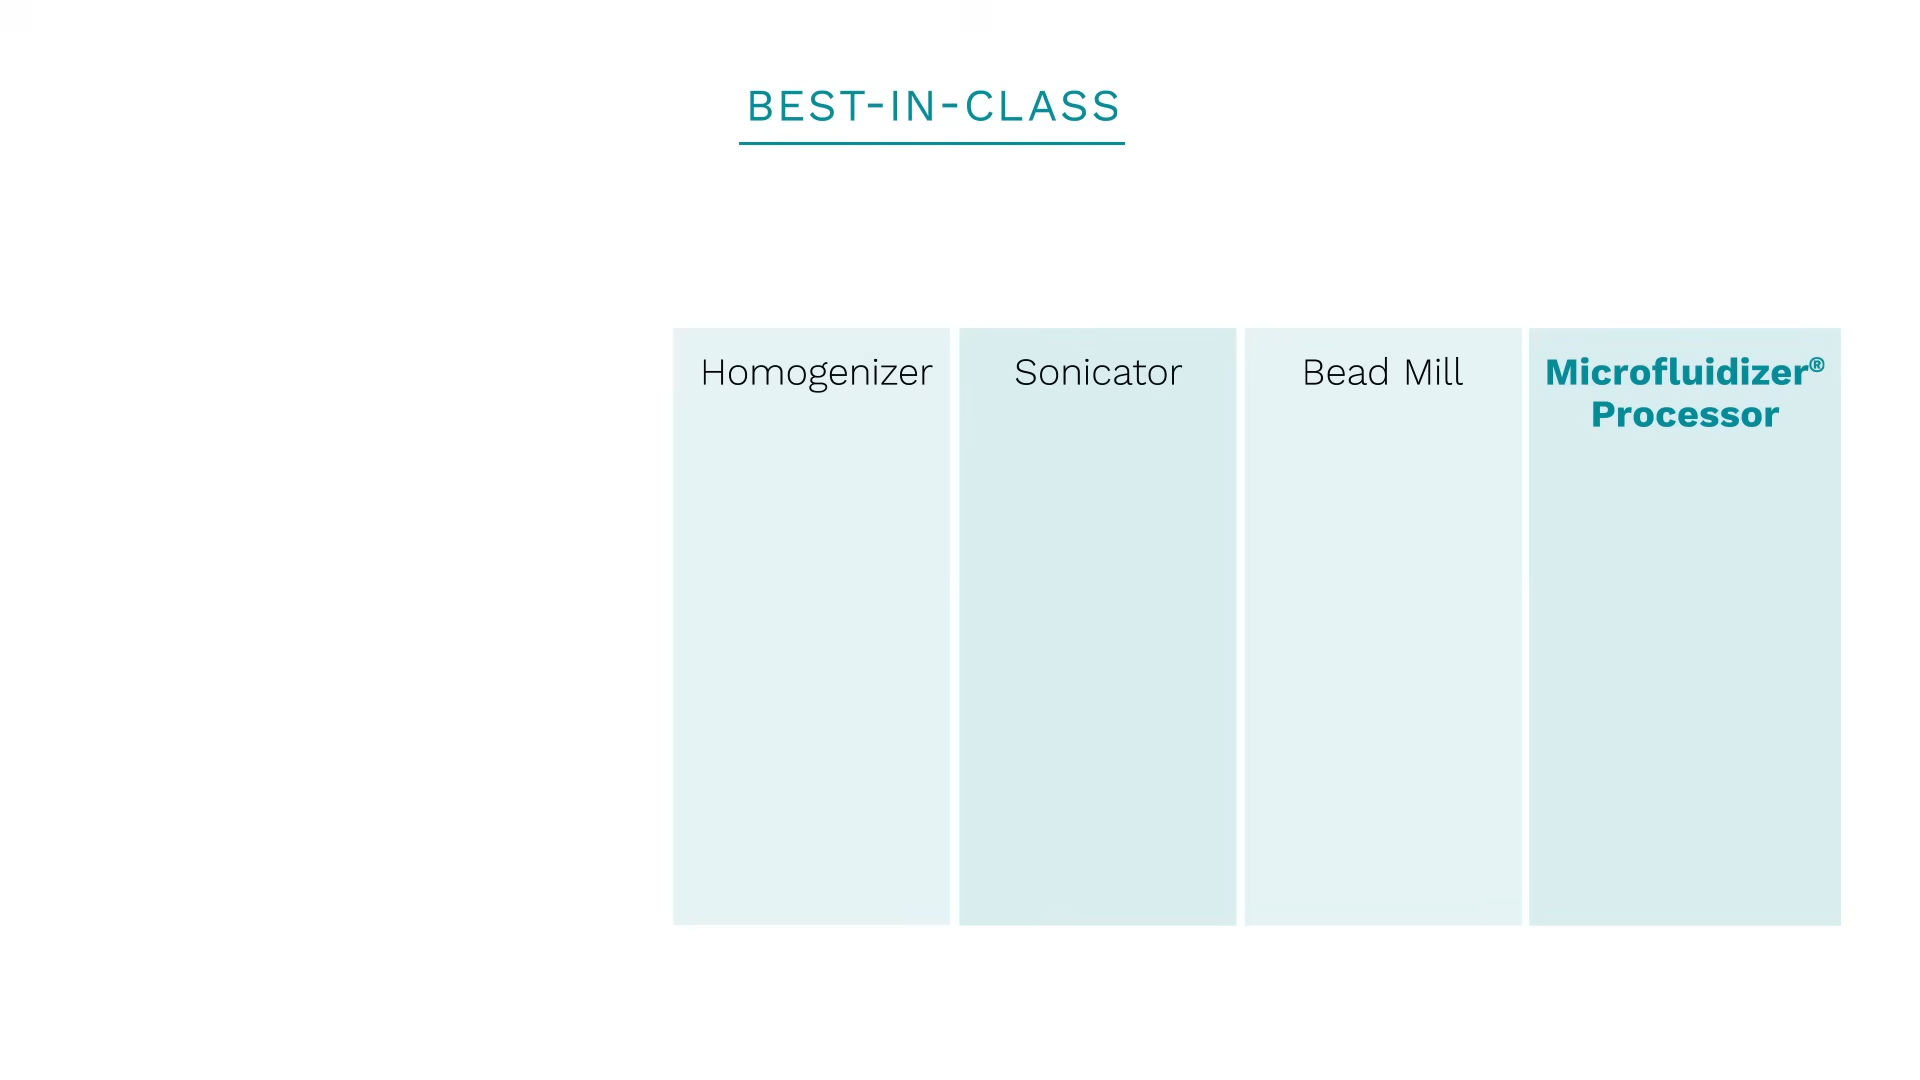 BEST-IN-CLASS
Homogenizer
Sonicator
Bead Mill
Microfluidizer®
Processor